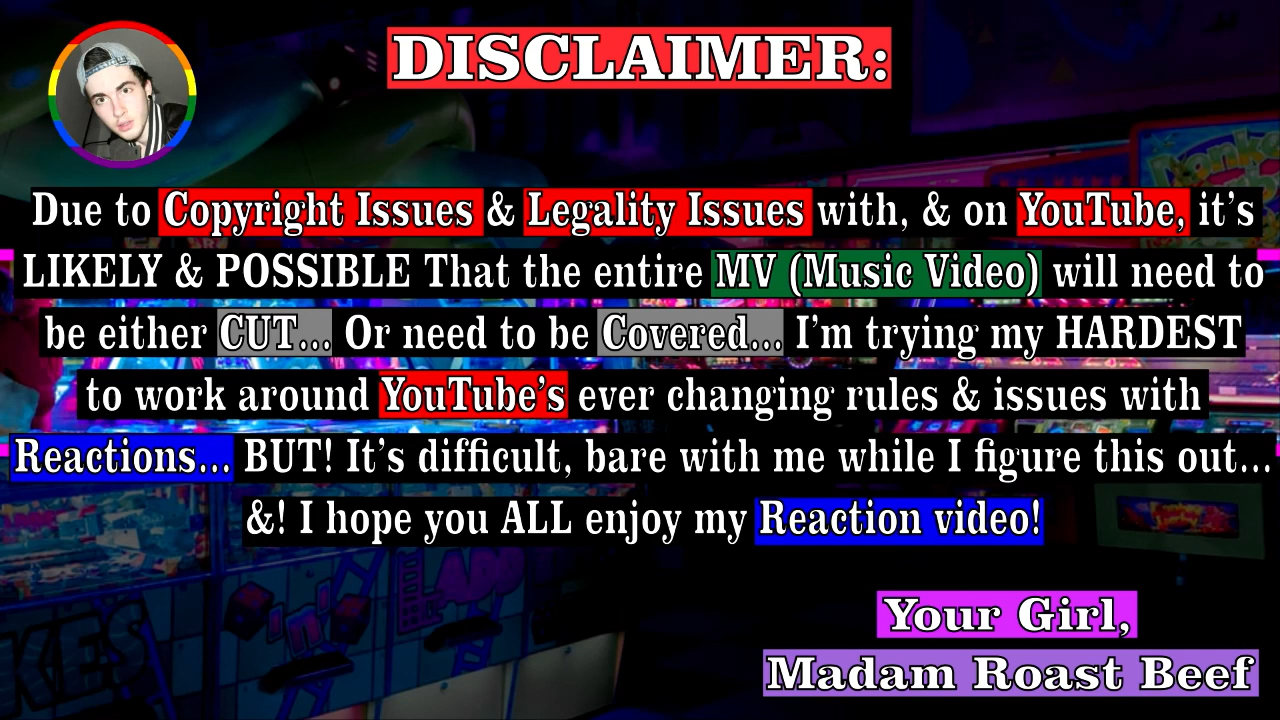 DISCLAIMER:
Due to Copyright Issues & Legality Issues with, & on YouTube, it's
LIKELY & POSSIBLE That the entire MV (Music Video) will need to
be either CUT... Or need to be Covered... I'm trying my HARDEST
to work around YouTube's ever changing rules & issues with
Reactions... BUT! It's difficult, bare with me while I figure this out...
&! I hope you ALL enjoy my Reaction video!
Your Girl,
Madam Roast Beef